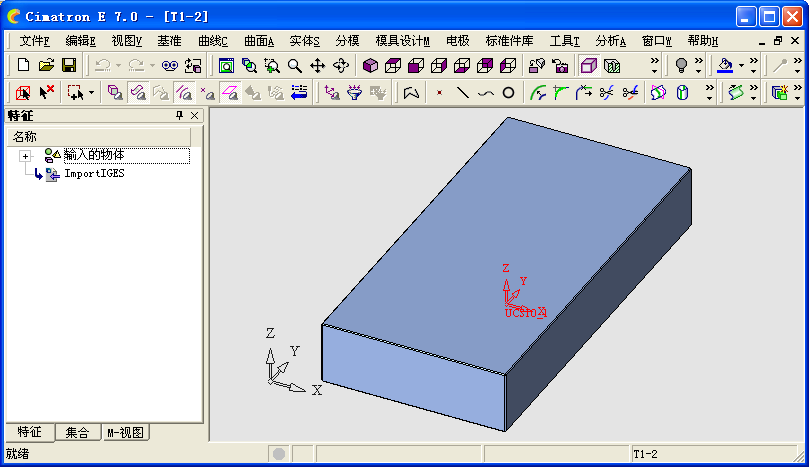 Cimatron E 7.0 - [T1-2]
文件F 编辑E 视图V 基准 曲线C 曲面A 实体S 分模 模具设计M 电极 标准件库 工具T 分析A 窗口W 帮助H
特征
名称
输入的物体
ImportIGES
Z
Y
X
UCS10_1
Z
Y
X
特征 集合 M-视图
就绪 T1-2